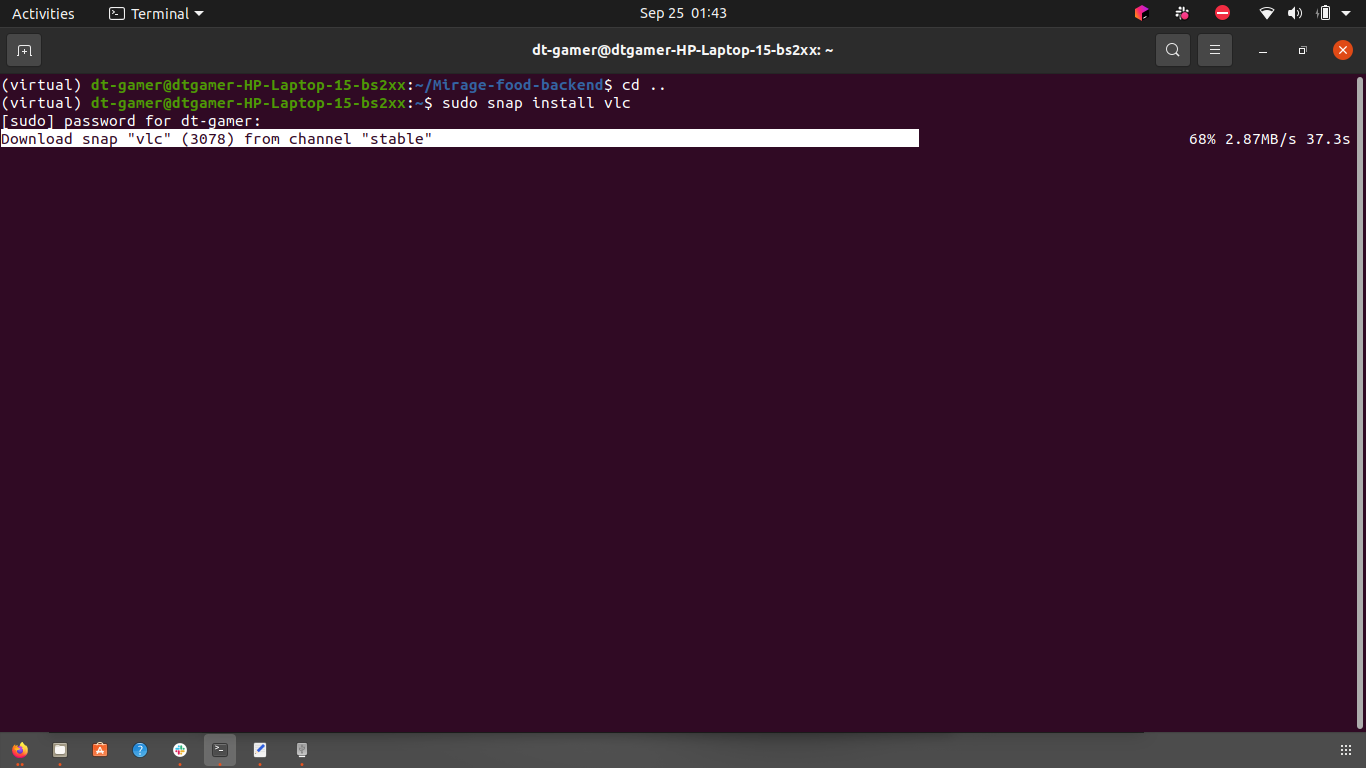 Activities Terminal Sep 25 01:43
dt-gamer@dtgamer-HP-Laptop-15-bs2xx: ~
(virtual) dt-gamer@dtgamer-HP-Laptop-15-bs2xx:~/Mirage-food-backend$ cd ..
(virtual) dt-gamer@dtgamer-HP-Laptop-15-bs2xx:~$ sudo snap install vlc
[sudo] password for dt-gamer:
Download snap "vlc" (3078) from channel "stable" 68% 2.87MB/s 37.3s